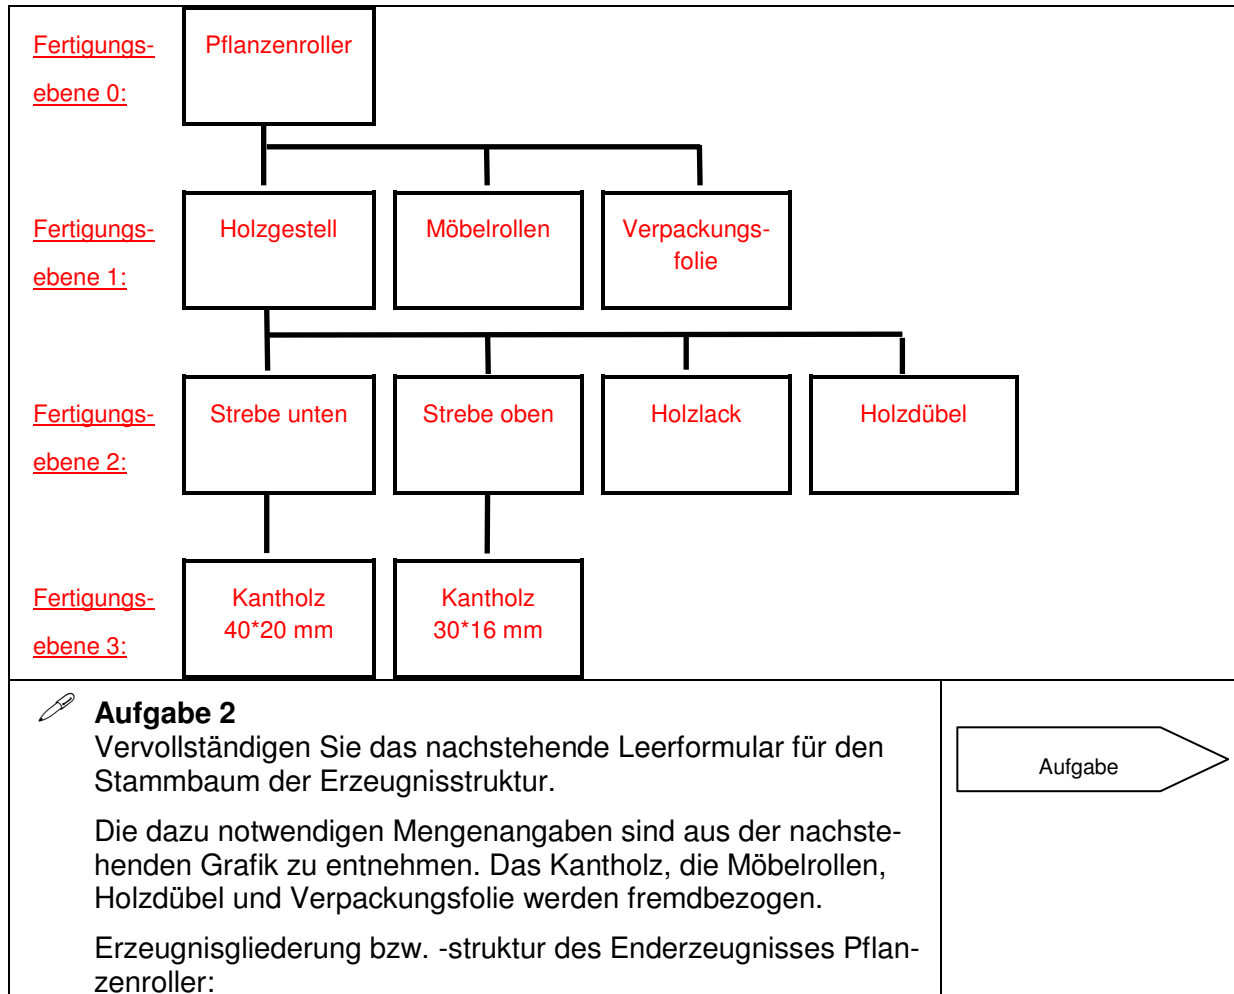 Fertigungs-
ebene 0:
Pflanzenroller
Fertigungs-
ebene 1:
Holzgestell
Möbelrollen
Verpackungs-
folie
Fertigungs-
ebene 2:
Strebe unten
Strebe oben
Holzlack
Holzdübel
Fertigungs-
ebene 3:
Kantholz
40*20 mm
Kantholz
30*16 mm
Aufgabe 2
Vervollständigen Sie das nachstehende Leerformular für den
Stammbaum der Erzeugnisstruktur.
Die dazu notwendigen Mengenangaben sind aus der nachste-
henden Grafik zu entnehmen. Das Kantholz, die Möbelrollen,
Holzdübel und Verpackungsfolie werden fremdbezogen.
Erzeugnisgliederung bzw. -struktur des Enderzeugnisses Pflan-
zenroller:
Aufgabe